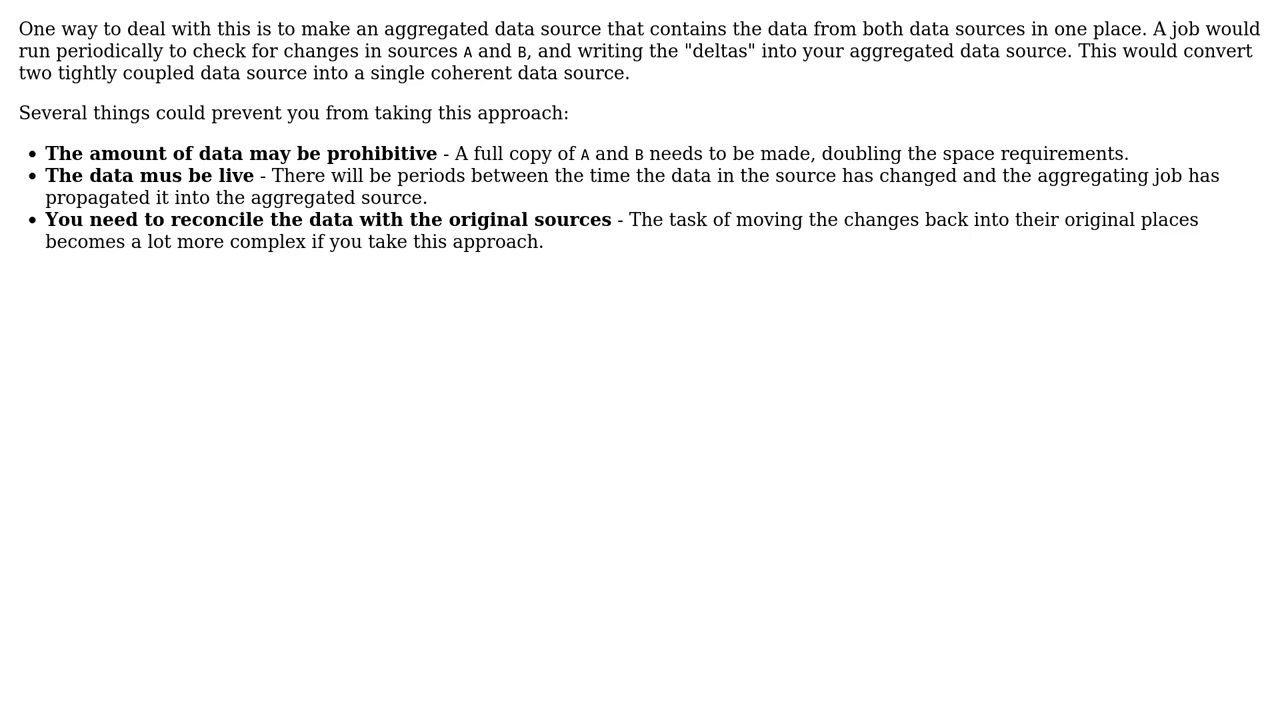 One way to deal with this is to make an aggregated data source that contains the data from both data sources in one place. A job would
run periodically to check for changes in sources A and B, and writing the "deltas" into your aggregated data source. This would convert
two tightly coupled data source into a single coherent data source.
Several things could prevent you from taking this approach:
• The amount of data may be prohibitive - A full copy of A and B needs to be made, doubling the space requirements.
• The data mus be live - There will be periods between the time the data in the source has changed and the aggregating job has
propagated it into the aggregated source.
• You need to reconcile the data with the original sources - The task of moving the changes back into their original places
becomes a lot more complex if you take this approach.